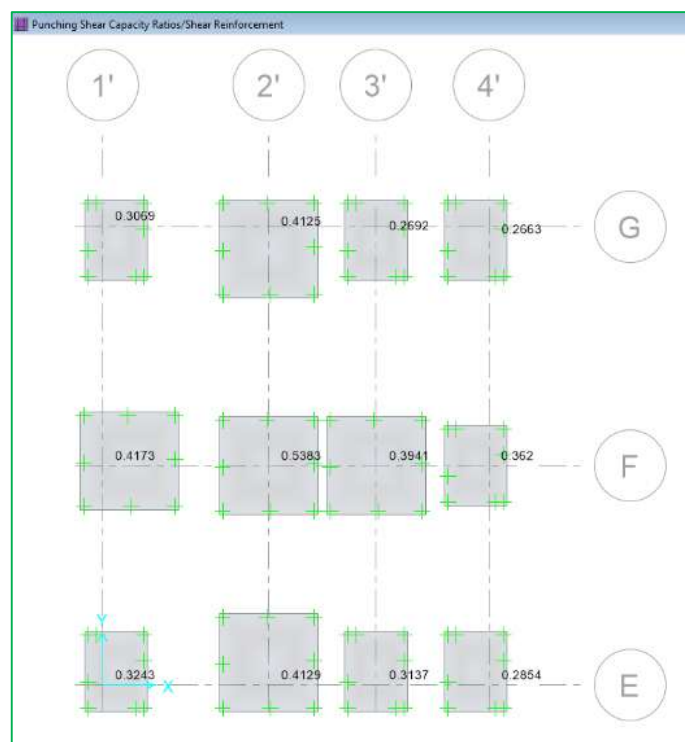 Punching Shear Capacity Ratios/Shear Reinforcement
1' 2' 3' 4'
0.3069 0.4125 0.2692 0.2663 G
0.4173 0.5383 0.3941 0.362 F
Y
0.3243 X 0.4129 0.3137 0.2854 E